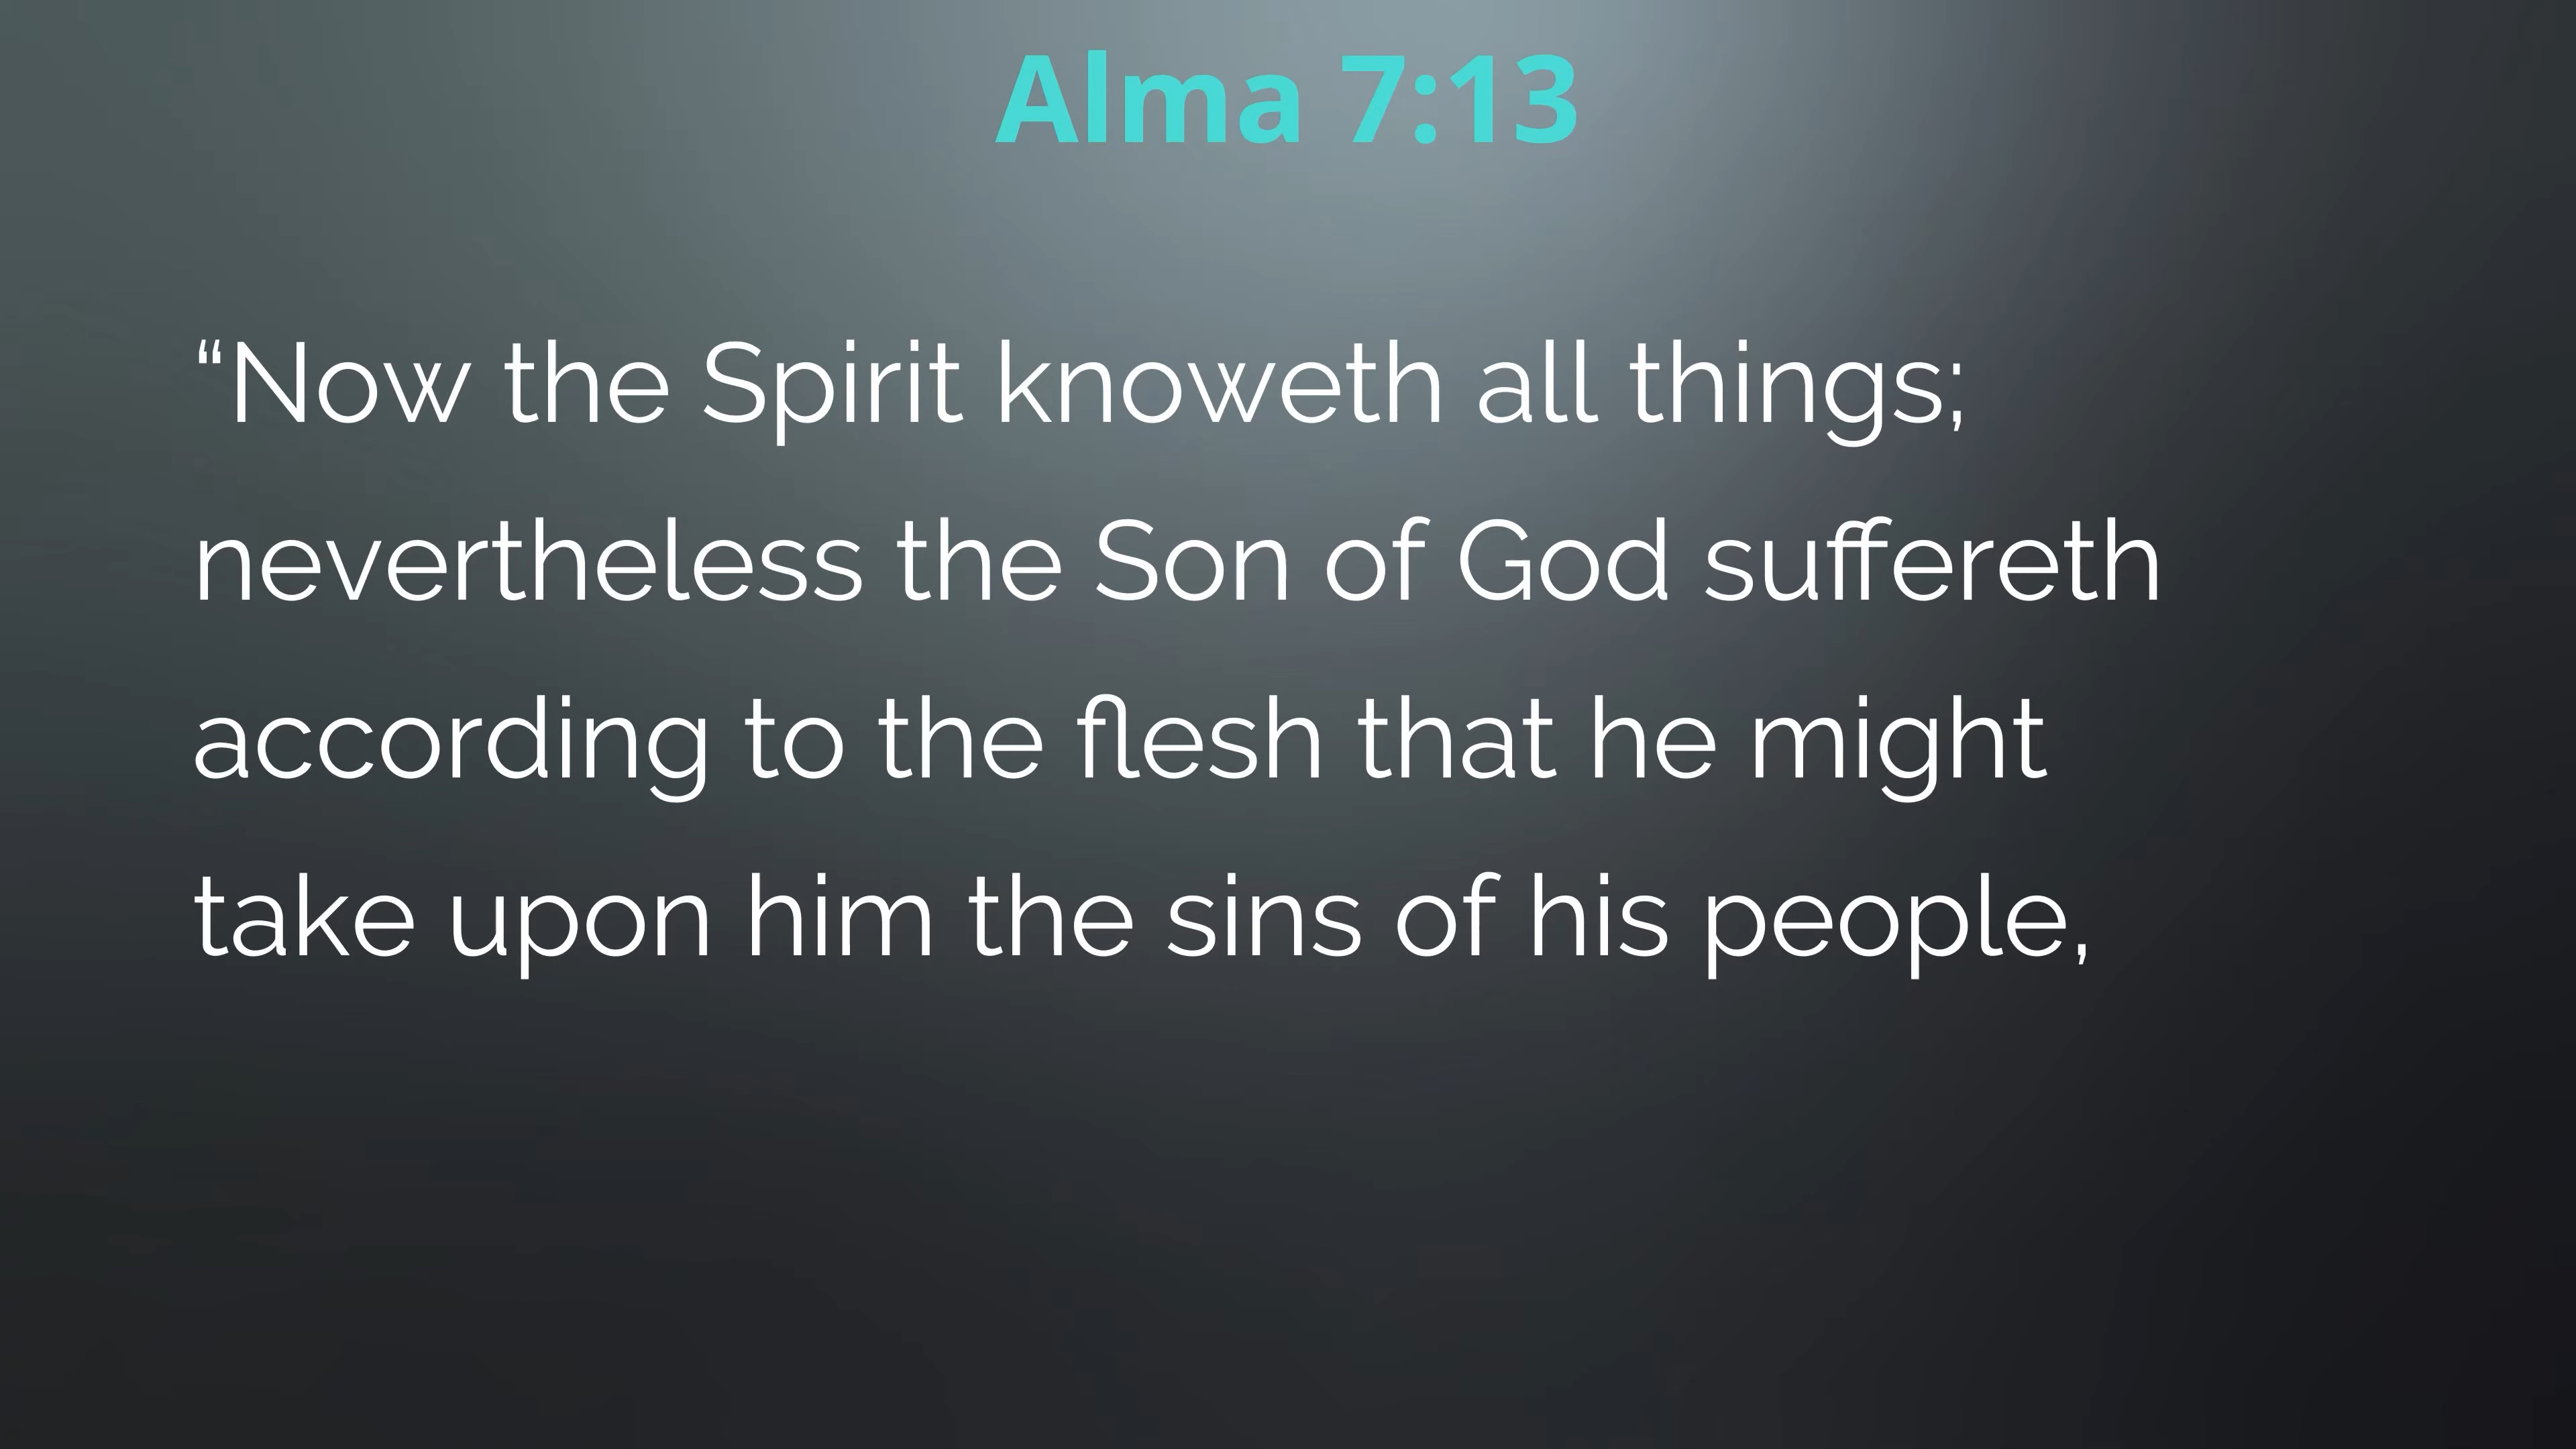 Alma 7:13
“Now the Spirit knoweth all things;
nevertheless the Son of God suffereth
according to the flesh that he might
take upon him the sins of his people,